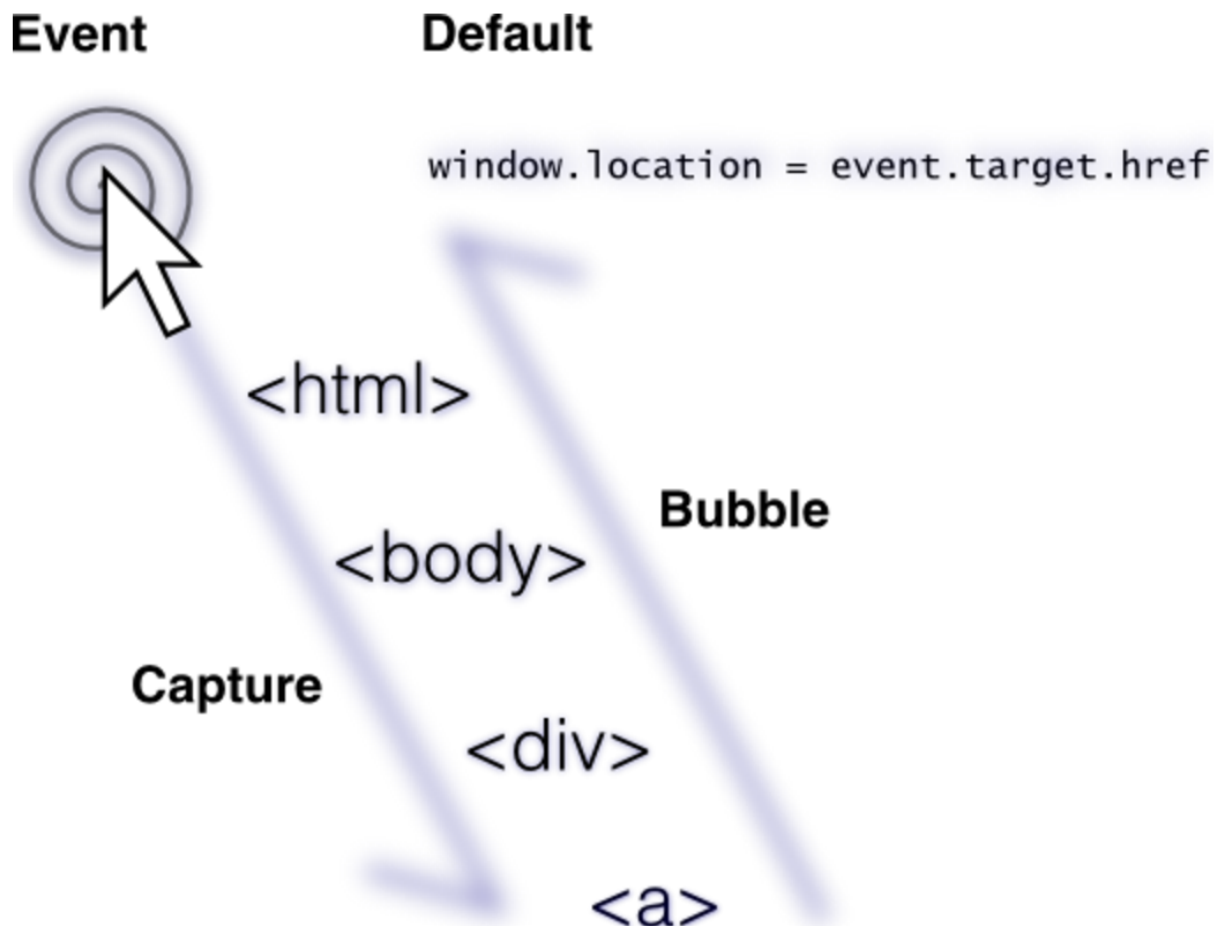 Event
Default
window.location = event.target.href
<html>
Bubble
<body>
Capture
<div>
<a>